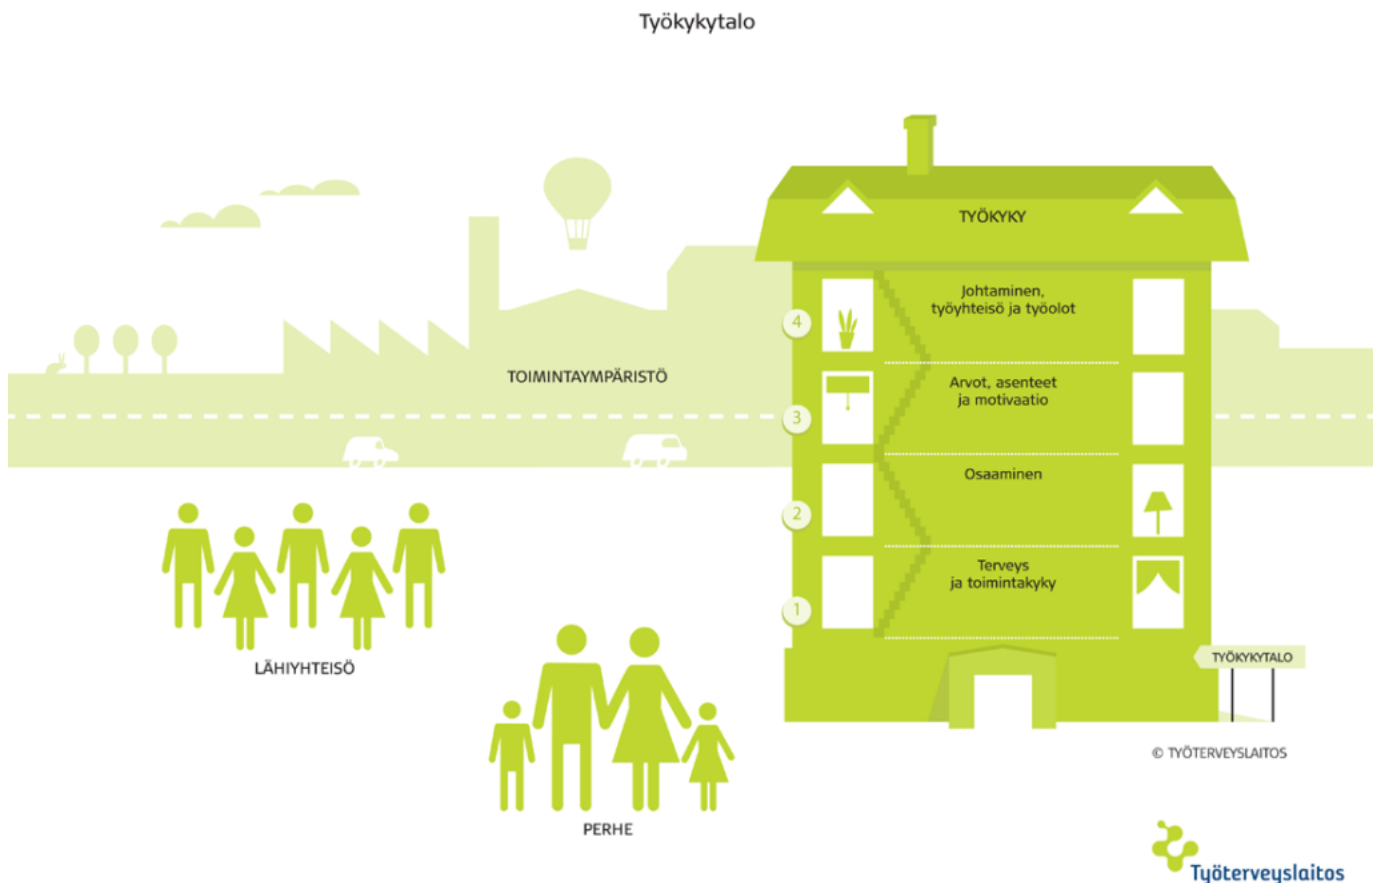 Työkykytalo
TYÖKYKY
Johtaminen,
työyhteisö ja työolot
4
TOIMINTAYMPÄRISTÖ
Arvot, asenteet
ja motivaatio
3
Osaaminen
2
Terveys
ja toimintakyky
1
LÄHIYHTEISÖ
TYÖKYKYTALO
© TYÖTERVEYSLAITOS
PERHE
Työterveyslaitos